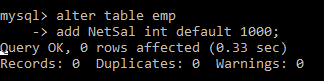 mysql> alter table emp
-> add NetSal int default 1000;
Query OK, 0 rows affected (0.33 sec)
Records: 0  Duplicates: 0  Warnings: 0